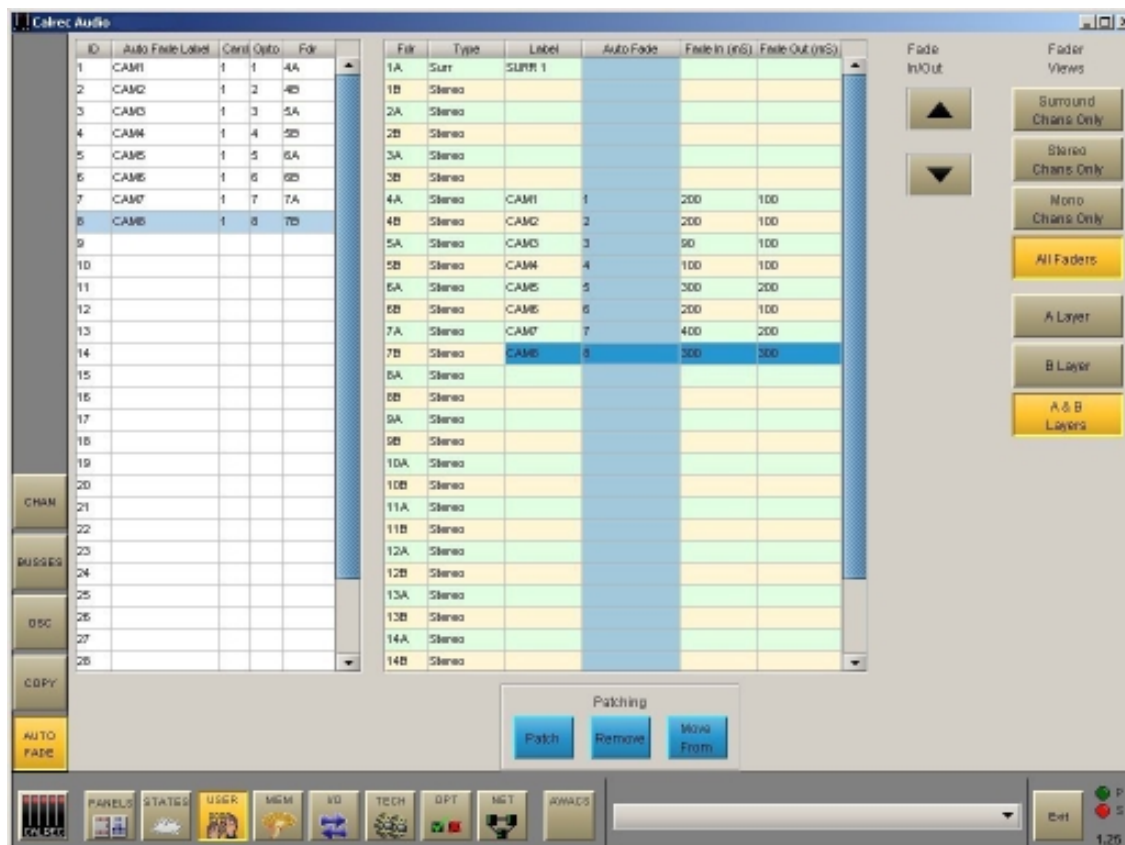 Calrec Audio
ID Auto Fade Label Card Opto Fdr
1 CAM1 1 1 4A
2 CAM2 1 2 4B
3 CAM3 1 3 5A
4 CAM4 1 4 5B
5 CAM5 1 5 6A
6 CAM6 1 6 6B
7 CAM7 1 7 7A
8 CAM8 1 8 7B
9
10
11
12
13
14
15
16
17
18
19
20
21
22
23
24
25
26
27
28
Fdr Type Label Auto Fade Fade In (mS) Fade Out (mS)
1A Surr SURR 1
1B Stereo
2A Stereo
2B Stereo
3A Stereo
3B Stereo
4A Stereo CAM1 1 200 100
4B Stereo CAM2 2 200 100
5A Stereo CAM3 3 90 100
5B Stereo CAM4 4 100 100
6A Stereo CAM5 5 300 200
6B Stereo CAM6 6 200 100
7A Stereo CAM7 7 400 200
7B Stereo CAM8 8 300 300
8A Stereo
8B Stereo
9A Stereo
9B Stereo
10A Stereo
10B Stereo
11A Stereo
11B Stereo
12A Stereo
12B Stereo
13A Stereo
13B Stereo
14A Stereo
14B Stereo
Fade
In/Out
Fader
Views
Surround
Chans Only
Stereo
Chans Only
Mono
Chans Only
All Faders
A Layer
B Layer
A & B
Layers
CHAN
BUSSES
OSC
COPY
AUTO
FADE
Patching
Patch
Remove
Move
From
CALREC
PANELS
STATES
USER
MEM
I/O
TECH
OPT
NET
AWACS
Exit
P
S
1.25